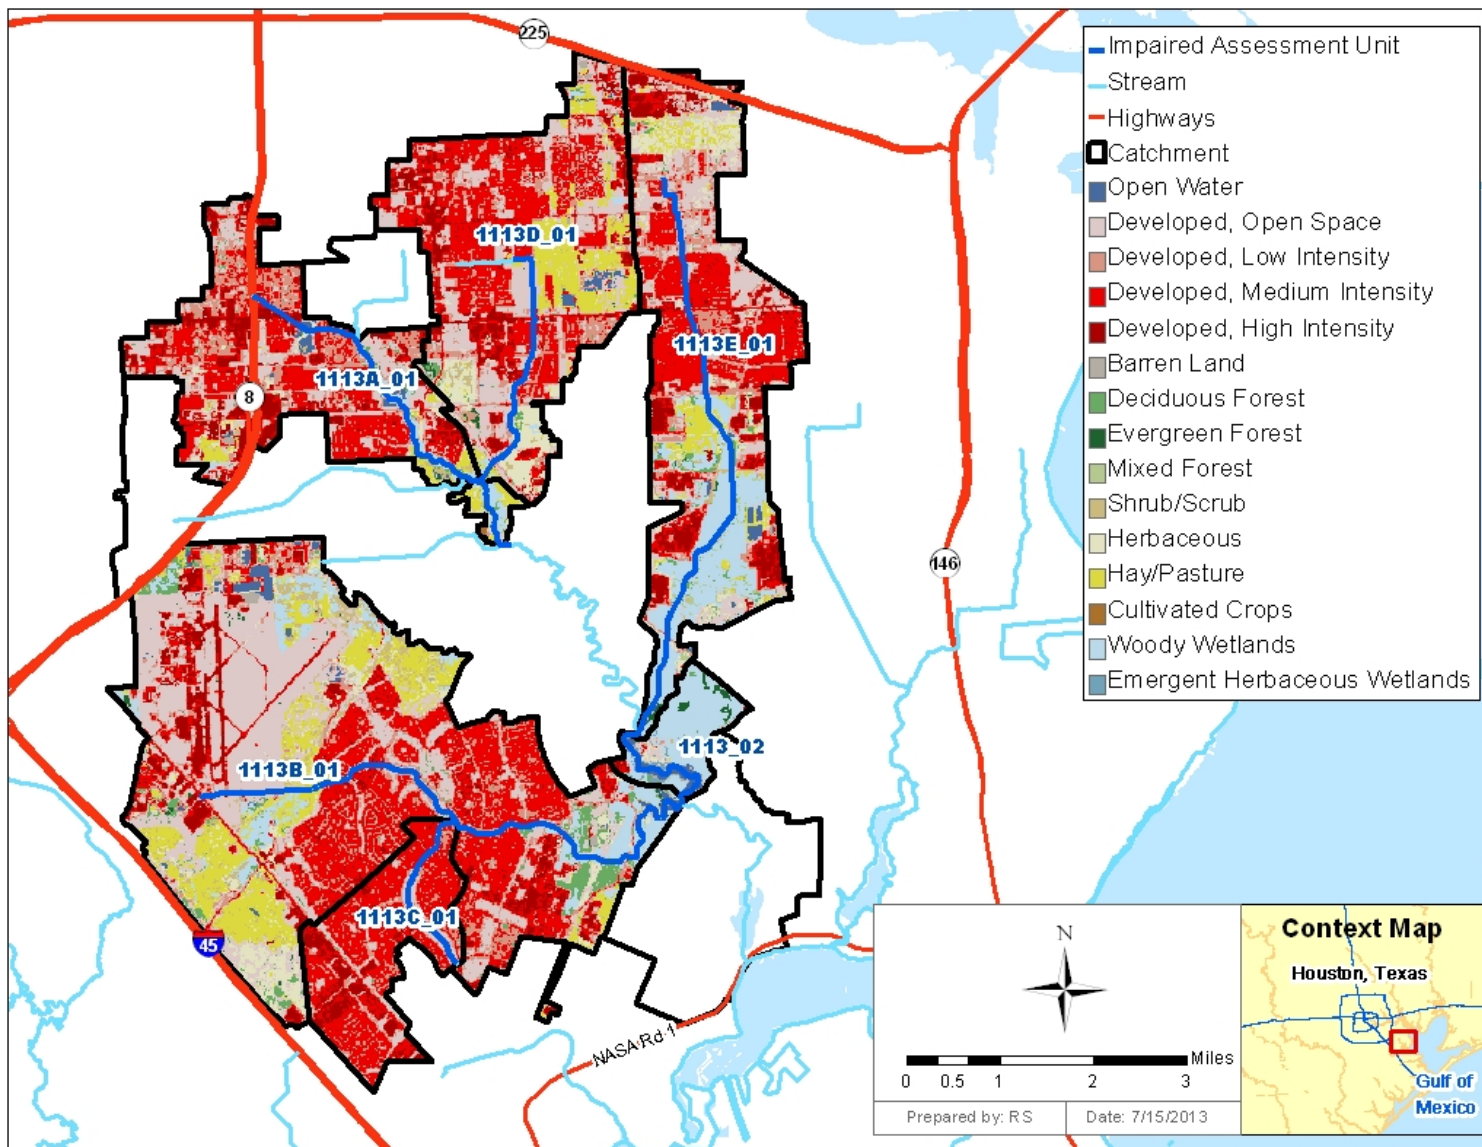 225
Impaired Assessment Unit
Stream
Highways
Catchment
Open Water
Developed, Open Space
Developed, Low Intensity
Developed, Medium Intensity
Developed, High Intensity
Barren Land
Deciduous Forest
Evergreen Forest
Mixed Forest
Shrub/Scrub
Herbaceous
Hay/Pasture
Cultivated Crops
Woody Wetlands
Emergent Herbaceous Wetlands
1113D_01
1113E_01
1113A_01
8
146
1113_02
1113B_01
1113C_01
45
NASA Rd 1
N
Miles
0 0.5 1 2 3
Prepared by: RS
Date: 7/15/2013
Context Map
Houston, Texas
Gulf of
Mexico